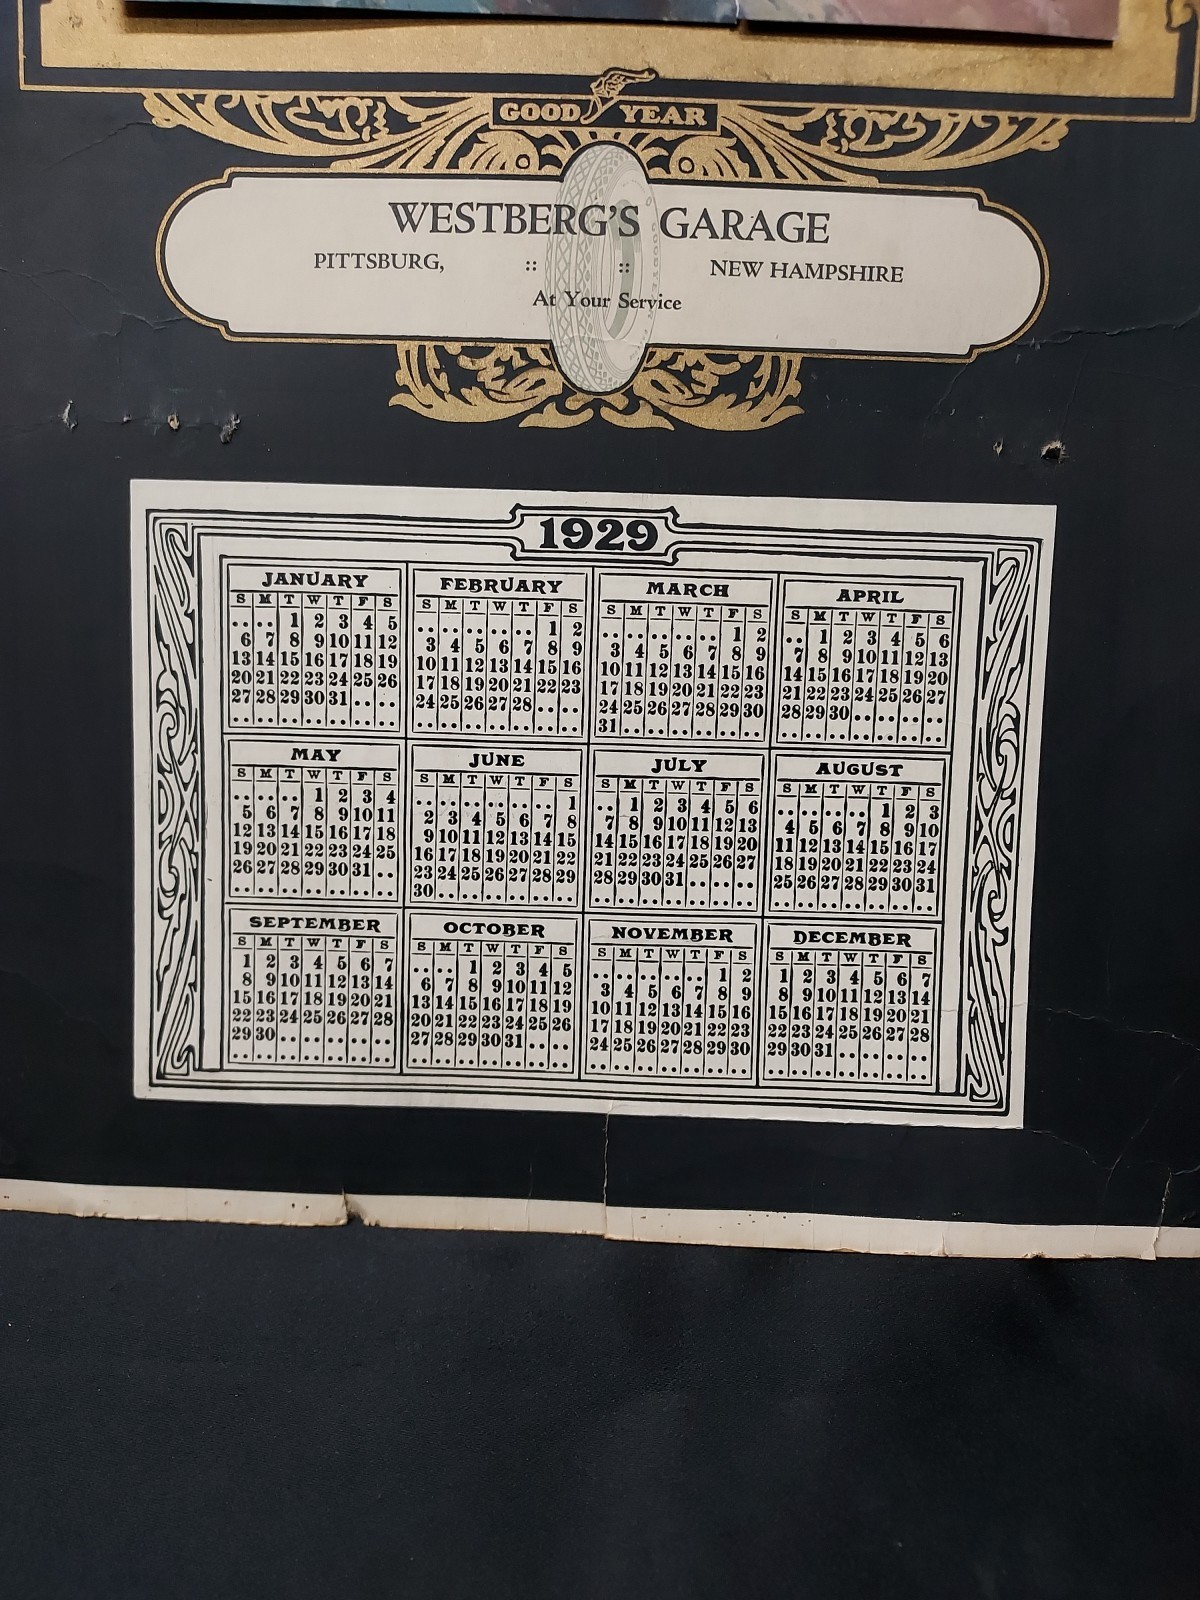 GOOD YEAR
WESTBERG'S GARAGE
PITTSBURG, :: :: NEW HAMPSHIRE
At Your Service
1929
JANUARY
S M T W T F S
.. .. 1 2 3 4 5
6 7 8 9 10 11 12
13 14 15 16 17 18 19
20 21 22 23 24 25 26
27 28 29 30 31 .. ..
.. .. .. .. .. .. ..
FEBRUARY
S M T W T F S
.. .. .. .. .. 1 2
3 4 5 6 7 8 9
10 11 12 13 14 15 16
17 18 19 20 21 22 23
24 25 26 27 28 .. ..
.. .. .. .. .. .. ..
MARCH
S M T W T F S
.. .. .. .. .. 1 2
3 4 5 6 7 8 9
10 11 12 13 14 15 16
17 18 19 20 21 22 23
24 25 26 27 28 29 30
31 .. .. .. .. .. ..
APRIL
S M T W T F S
.. 1 2 3 4 5 6
7 8 9 10 11 12 13
14 15 16 17 18 19 20
21 22 23 24 25 26 27
28 29 30 .. .. .. ..
.. .. .. .. .. .. ..
MAY
S M T W T F S
.. .. .. 1 2 3 4
5 6 7 8 9 10 11
12 13 14 15 16 17 18
19 20 21 22 23 24 25
26 27 28 29 30 31 ..
.. .. .. .. .. .. ..
JUNE
S M T W T F S
.. .. .. .. .. .. 1
2 3 4 5 6 7 8
9 10 11 12 13 14 15
16 17 18 19 20 21 22
23 24 25 26 27 28 29
30 .. .. .. .. .. ..
JULY
S M T W T F S
.. 1 2 3 4 5 6
7 8 9 10 11 12 13
14 15 16 17 18 19 20
21 22 23 24 25 26 27
28 29 30 31 .. .. ..
.. .. .. .. .. .. ..
AUGUST
S M T W T F S
.. .. .. .. 1 2 3
4 5 6 7 8 9 10
11 12 13 14 15 16 17
18 19 20 21 22 23 24
25 26 27 28 29 30 31
.. .. .. .. .. .. ..
SEPTEMBER
S M T W T F S
1 2 3 4 5 6 7
8 9 10 11 12 13 14
15 16 17 18 19 20 21
22 23 24 25 26 27 28
29 30 .. .. .. .. ..
.. .. .. .. .. .. ..
OCTOBER
S M T W T F S
.. .. 1 2 3 4 5
6 7 8 9 10 11 12
13 14 15 16 17 18 19
20 21 22 23 24 25 26
27 28 29 30 31 .. ..
.. .. .. .. .. .. ..
NOVEMBER
S M T W T F S
.. .. .. .. .. 1 2
3 4 5 6 7 8 9
10 11 12 13 14 15 16
17 18 19 20 21 22 23
24 25 26 27 28 29 30
.. .. .. .. .. .. ..
DECEMBER
S M T W T F S
1 2 3 4 5 6 7
8 9 10 11 12 13 14
15 16 17 18 19 20 21
22 23 24 25 26 27 28
29 30 31 .. .. .. ..
.. .. .. .. .. .. ..